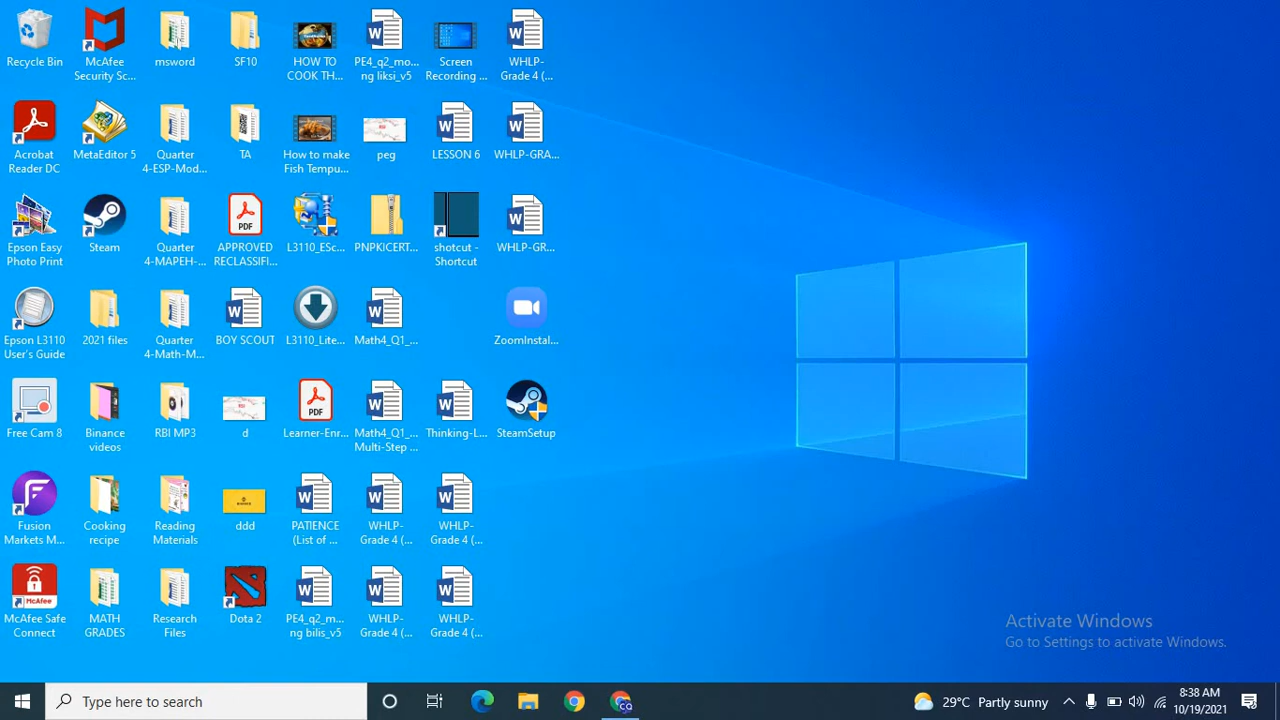 Recycle Bin
McAfee
Security Sc...
msword
SF10
HOW TO
COOK TH...
PE4_q2_mo...
ng liksi_v5
Screen
Recording ...
WHLP-
Grade 4 (...
Acrobat
Reader DC
MetaEditor 5
Quarter
4-ESP-Mod...
TA
How to make
Fish Tempu...
peg
LESSON 6
WHLP-GRA...
Epson Easy
Photo Print
Steam
Quarter
4-MAPEH-...
PDF
APPROVED
RECLASSIFI...
L3110_ESc...
PNPKICERT...
shotcut -
Shortcut
WHLP-GR...
Epson L3110
User's Guide
2021 files
Quarter
4-Math-M...
BOY SCOUT
L3110_Lite...
Math4_Q1_...
ZoomInstal...
Free Cam 8
Binance
videos
RBI MP3
d
PDF
Learner-Enr...
Math4_Q1_...
Multi-Step ...
Thinking-L...
SteamSetup
Fusion
Markets M...
Cooking
recipe
Reading
Materials
ddd
PATIENCE
(List of ...
WHLP-
Grade 4 (...
WHLP-
Grade 4 (...
McAfee
McAfee Safe
Connect
MATH
GRADES
Research
Files
Dota 2
PE4_q2_m...
ng bilis_v5
WHLP-
Grade 4 (...
WHLP-
Grade 4 (...
Activate Windows
Go to Settings to activate Windows.
Type here to search
29°C Partly sunny
8:38 AM
10/19/2021